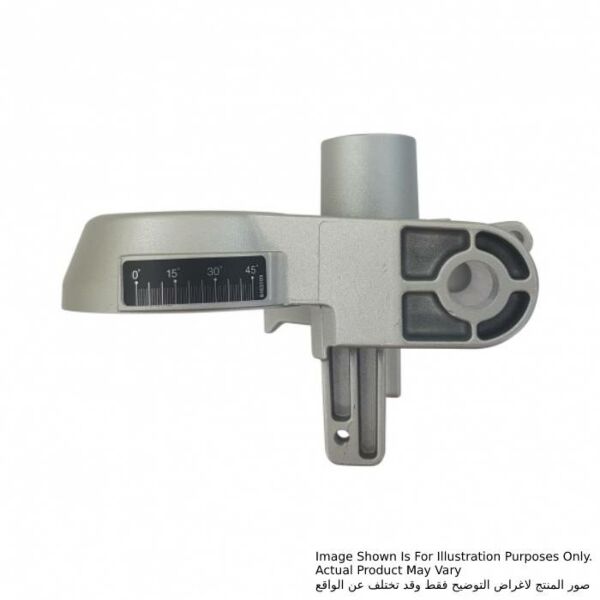 0° 15° 30° 45°
Image Shown Is For Illustration Purposes Only.
Actual Product May Vary
صور المنتج لاغراض التوضيح فقط وقد تختلف عن الواقع